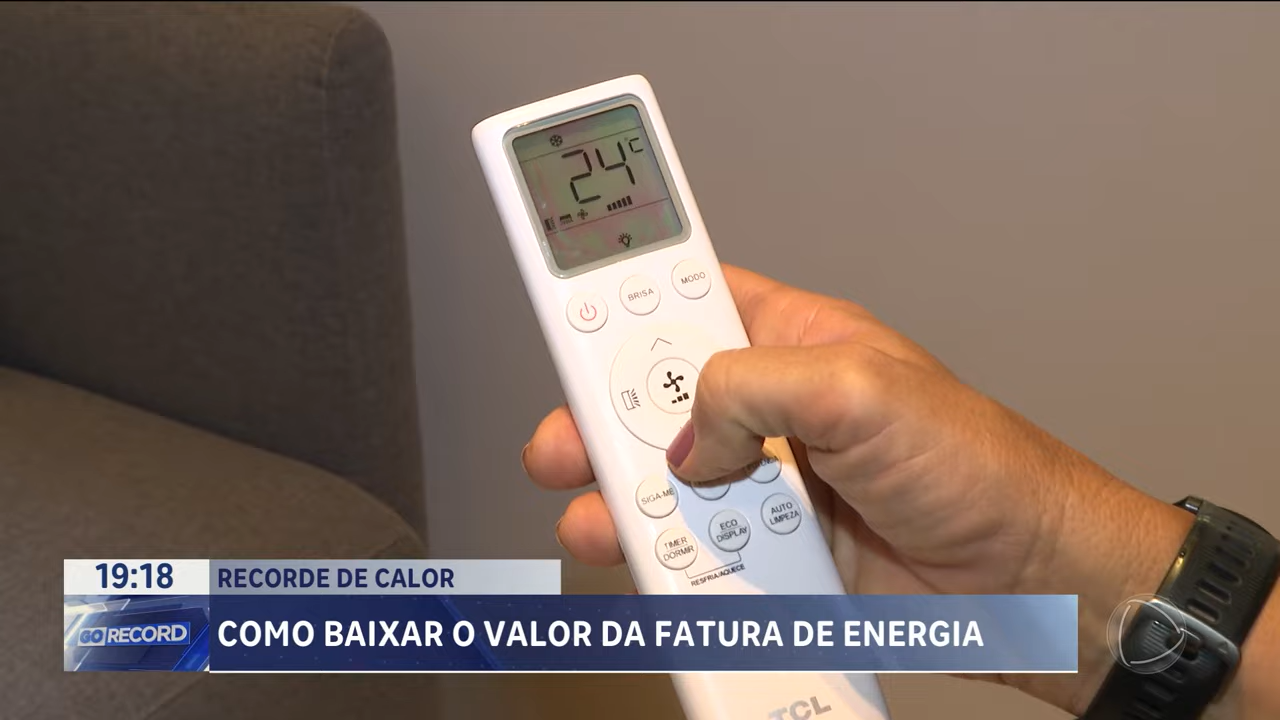 24°C
BRISA
MODO
SIGA-ME
TIMER
DORMIR
ECO
DISPLAY
AUTO
LIMPEZA
RESFRIA/AQUECE
TCL
19:18
RECORDE DE CALOR
GO RECORD
COMO BAIXAR O VALOR DA FATURA DE ENERGIA